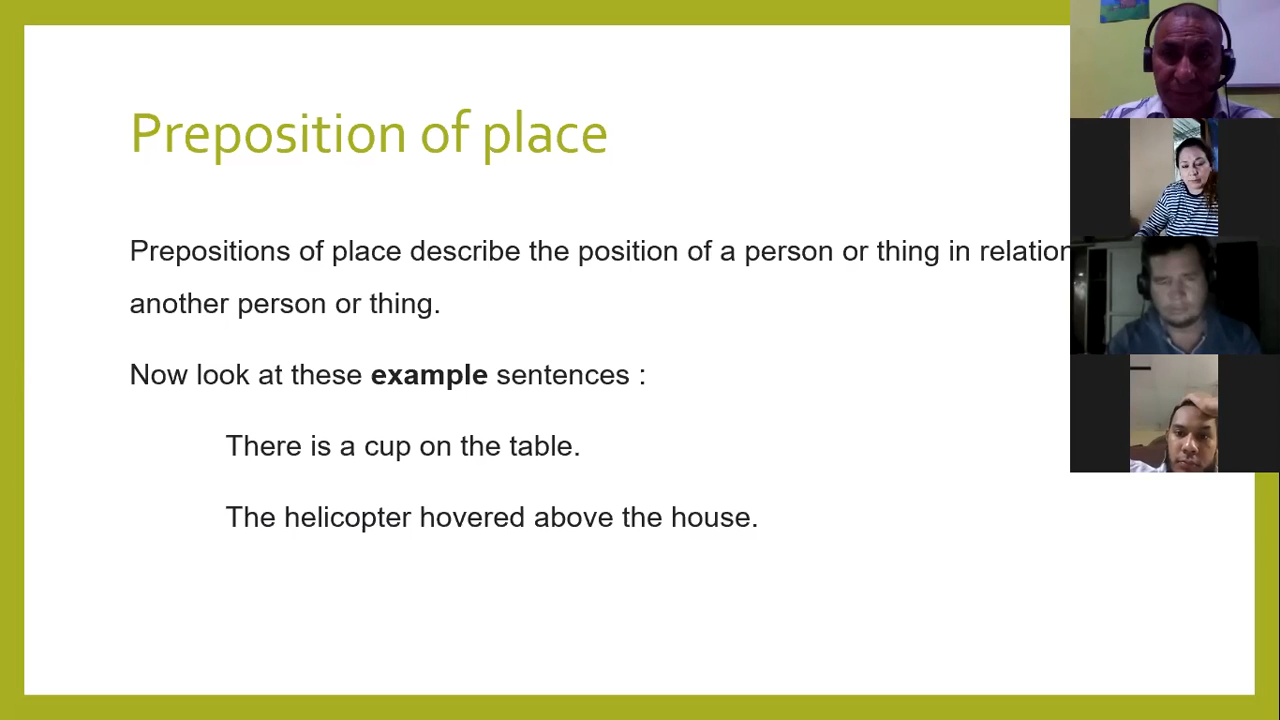 Preposition of place
Prepositions of place describe the position of a person or thing in relation
another person or thing.
Now look at these example sentences :
There is a cup on the table.
The helicopter hovered above the house.